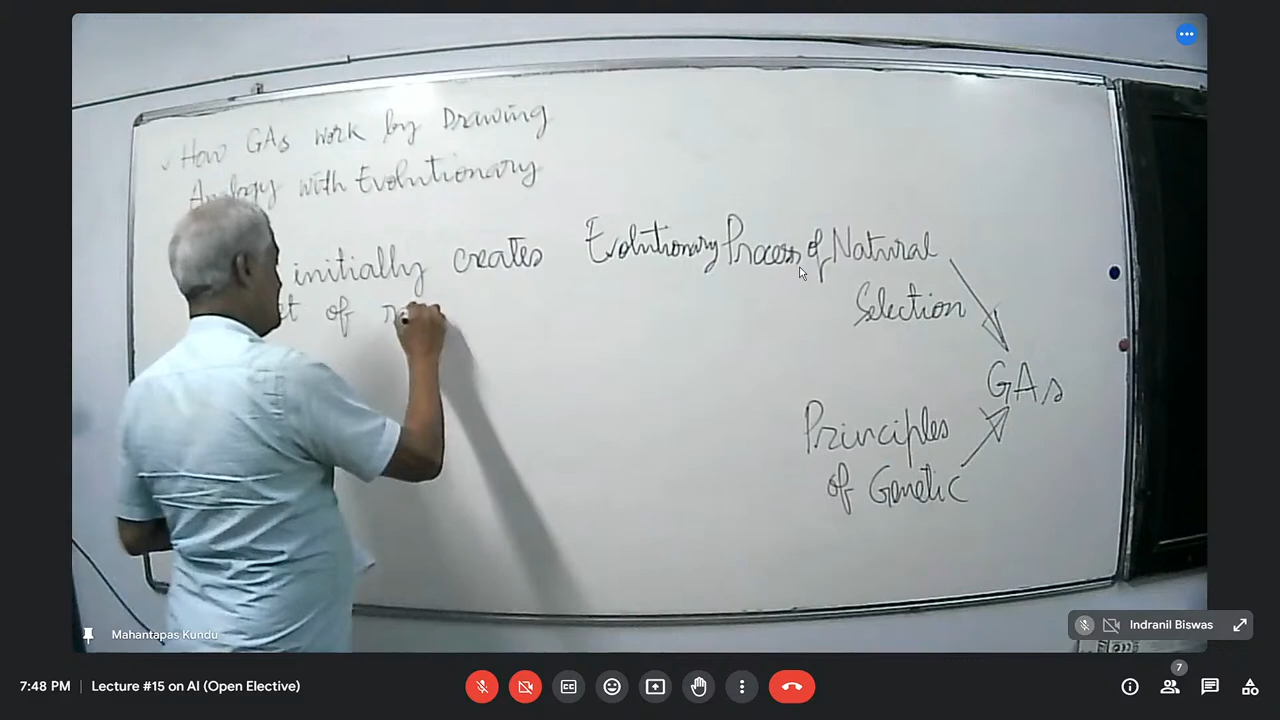 How GAs work by Drawing
Analogy with Evolutionary
initially creates
of
Evolutionary Process of Natural
Selection
GAs
Principles
of Genetic
Mahantapas Kundu
Indranil Biswas
7:48 PM | Lecture #15 on AI (Open Elective)
7